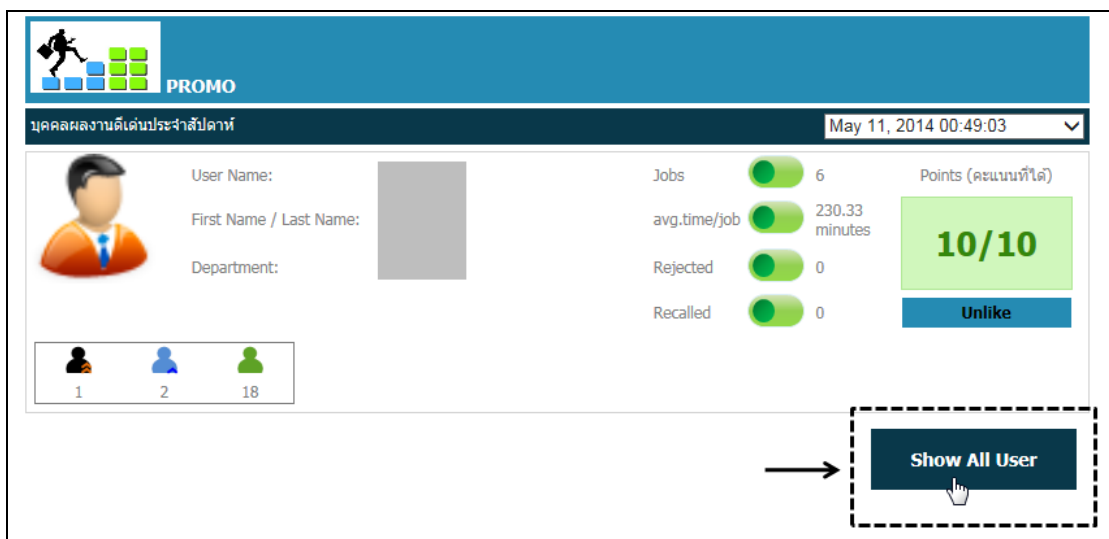 PROMO
บุคคลผลงานดีเด่นประจำสัปดาห์
May 11, 2014 00:49:03
User Name:
First Name / Last Name:
Department:
Jobs 6
avg.time/job 230.33 minutes
Rejected 0
Recalled 0
Points (คะแนนที่ได้)
10/10
Unlike
1 2 18
Show All User